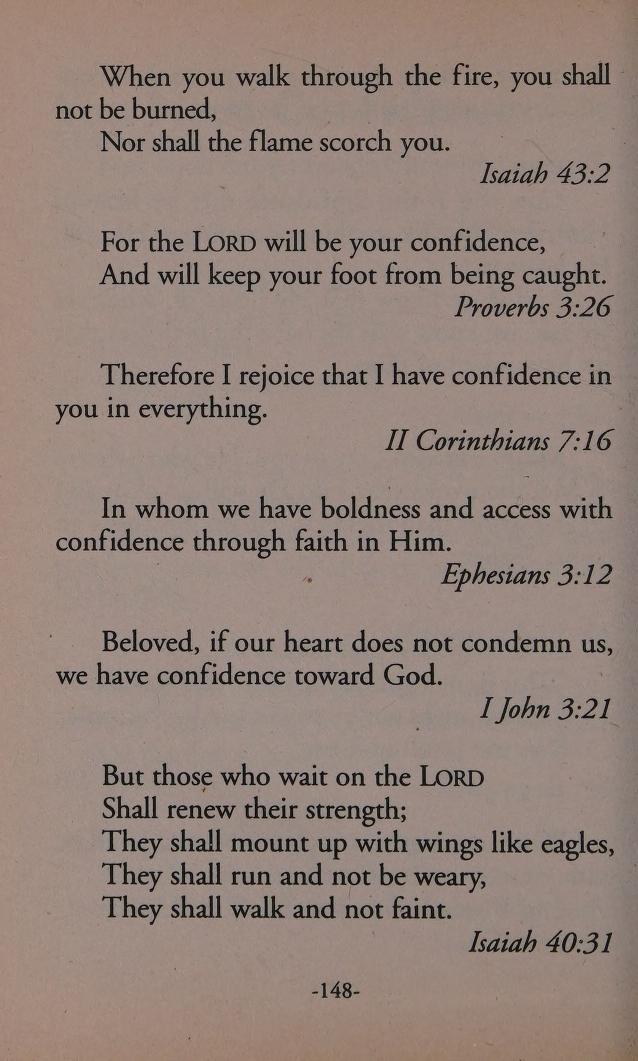 When you walk through the fire, you shall
not be burned,
Nor shall the flame scorch you.
Isaiah 43:2
For the LORD will be your confidence,
And will keep your foot from being caught.
Proverbs 3:26
Therefore I rejoice that I have confidence in
you in everything.
II Corinthians 7:16
In whom we have boldness and access with
confidence through faith in Him.
Ephesians 3:12
Beloved, if our heart does not condemn us,
we have confidence toward God.
I John 3:21
But those who wait on the LORD
Shall renew their strength;
They shall mount up with wings like eagles,
They shall run and not be weary,
They shall walk and not faint.
Isaiah 40:31
-148-